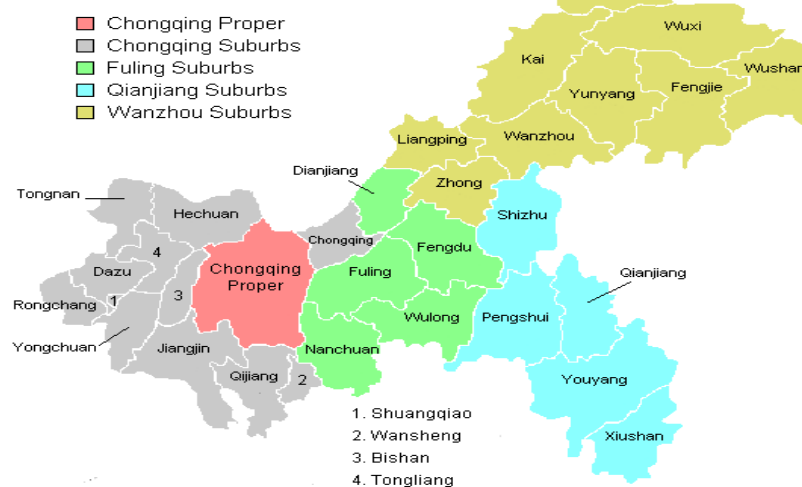 Chongqing Proper
Chongqing Suburbs
Fuling Suburbs
Qianjiang Suburbs
Wanzhou Suburbs
Wuxi
Kai
Wushan
Yunyang
Fengjie
Wanzhou
Liangping
Dianjiang
Zhong
Tongnan
Hechuan
Shizhu
Chongqing
4
Fengdu
Dazu
Chongqing
Proper
Fuling
Qianjiang
3
1
Rongchang
Wulong
Pengshui
Yongchuan
Jiangjin
Nanchuan
Qijiang
2
Youyang
1. Shuangqiao
2. Wansheng
Xiushan
3. Bishan
4. Tongliang